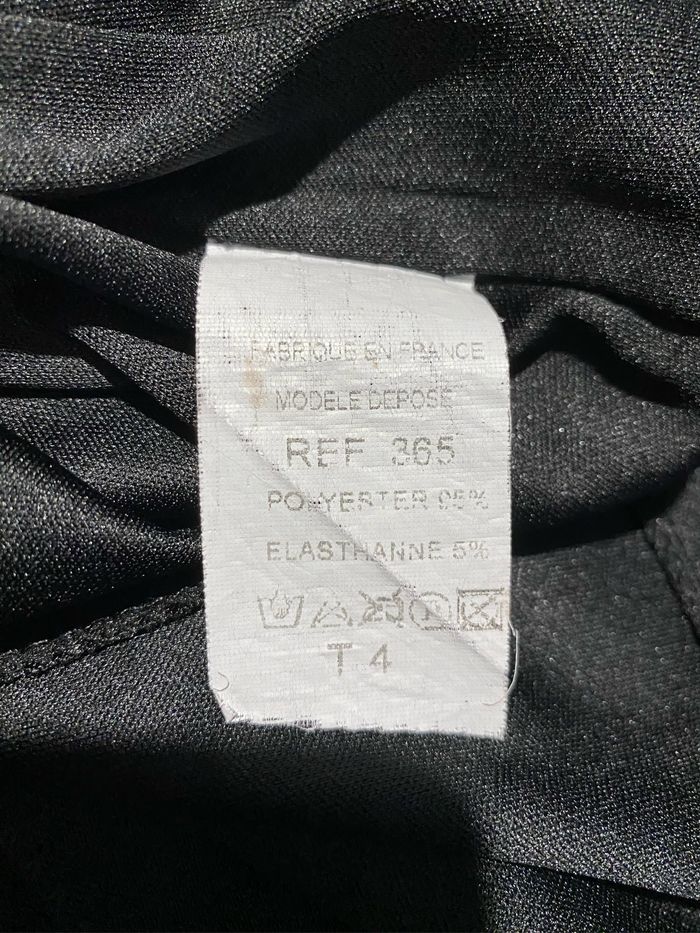 FABRIQUE EN FRANCE
MODELE DEPOSE
REF 365
POLYESTER 95%
ELASTHANNE 5%
T 4